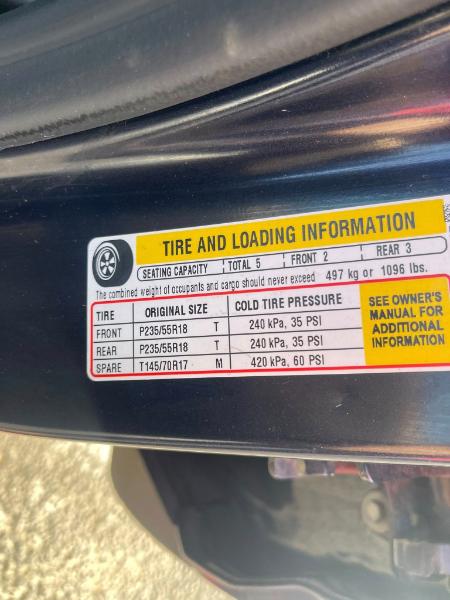 TIRE AND LOADING INFORMATION
SEATING CAPACITY TOTAL 5 FRONT 2 REAR 3
The combined weight of occupants and cargo should never exceed 497 kg or 1096 lbs.
TIRE ORIGINAL SIZE COLD TIRE PRESSURE
FRONT P235/55R18 T 240 kPa, 35 PSI
REAR P235/55R18 T 240 kPa, 35 PSI
SPARE T145/70R17 M 420 kPa, 60 PSI
SEE OWNER'S
MANUAL FOR
ADDITIONAL
INFORMATION